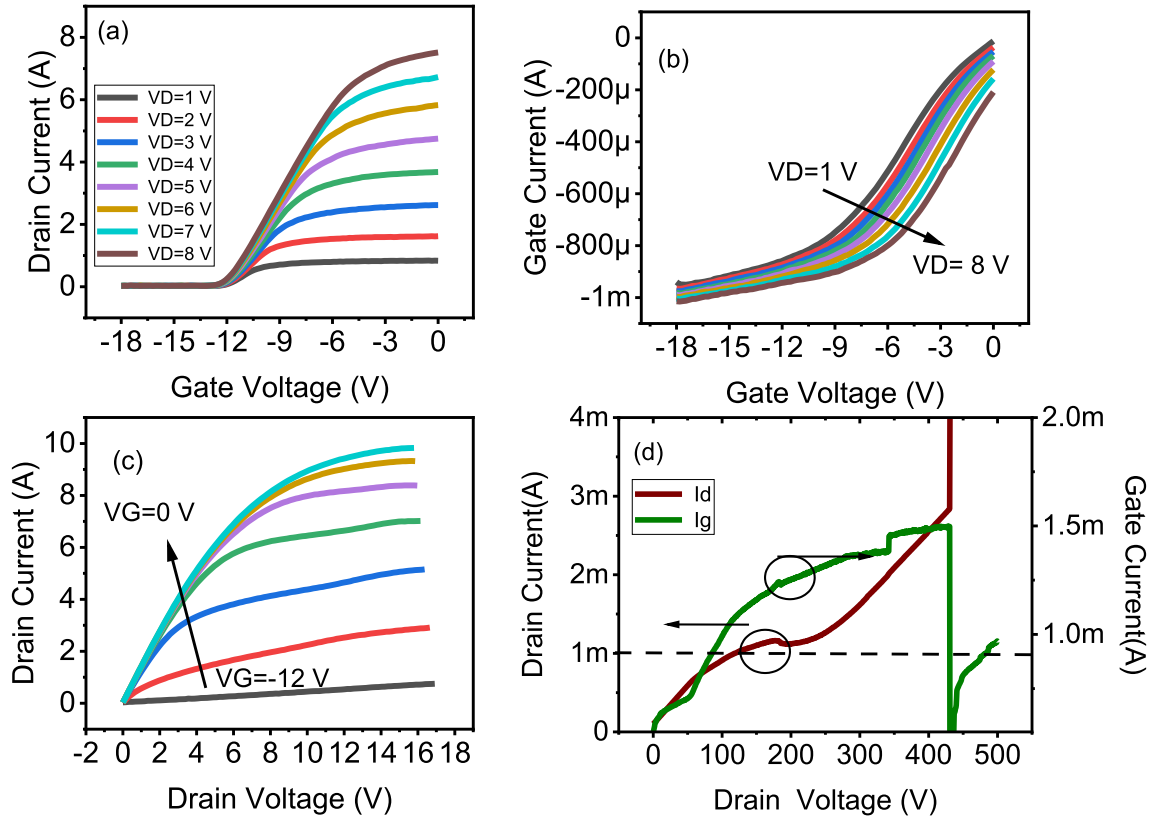 (a)
Drain Current (A)
8
6
4
2
0
VD=1 V
VD=2 V
VD=3 V
VD=4 V
VD=5 V
VD=6 V
VD=7 V
VD=8 V
-18 -15 -12 -9 -6 -3 0
Gate Voltage (V)
(b)
Gate Current (A)
0
-200µ
-400µ
-600µ
-800µ
-1m
VD=1 V
VD= 8 V
-18 -15 -12 -9 -6 -3 0
Gate Voltage (V)
(c)
Drain Current (A)
10
8
6
4
2
0
VG=0 V
VG=-12 V
-2 0 2 4 6 8 10 12 14 16 18
Drain Voltage (V)
(d)
Drain Current(A)
4m
3m
2m
1m
0
Id
Ig
2.0m
1.5m
1.0m
Gate Current(A)
0 100 200 300 400 500
Drain Voltage (V)